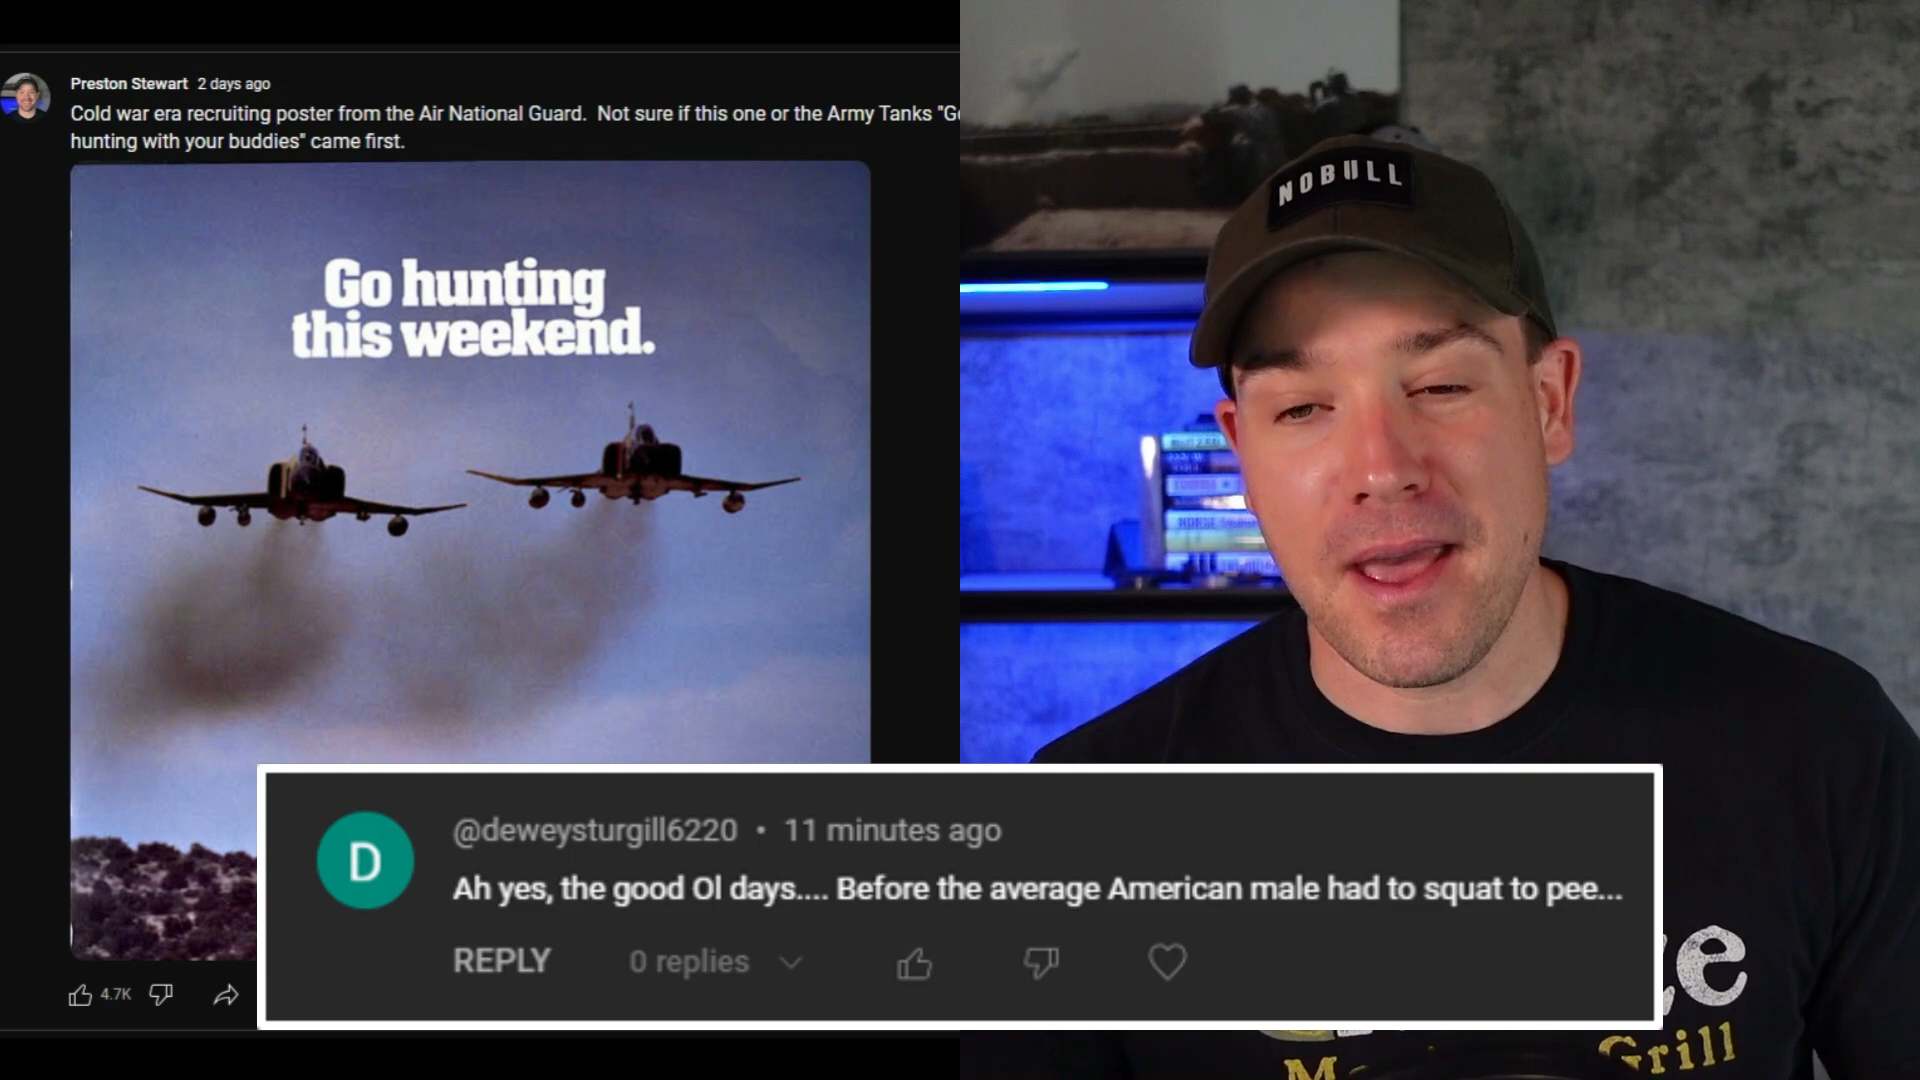 Preston Stewart 2 days ago
Cold war era recruiting poster from the Air National Guard. Not sure if this one or the Army Tanks
hunting with your buddies" came first.
Go hunting
this weekend.
4.7K
NOBULL
@deweysturgill6220 • 11 minutes ago
D
Ah yes, the good Ol days.... Before the average American male had to squat to pee...
REPLY
0 replies
Grill